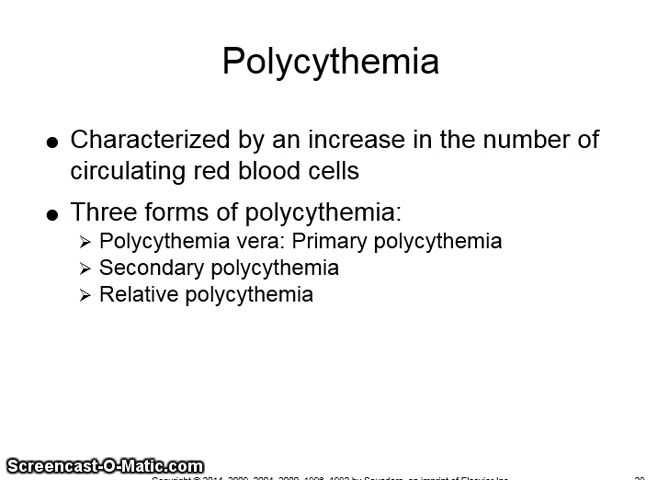 Polycythemia
● Characterized by an increase in the number of
circulating red blood cells
● Three forms of polycythemia:
➢ Polycythemia vera: Primary polycythemia
➢ Secondary polycythemia
➢ Relative polycythemia
Screencast-O-Matic.com